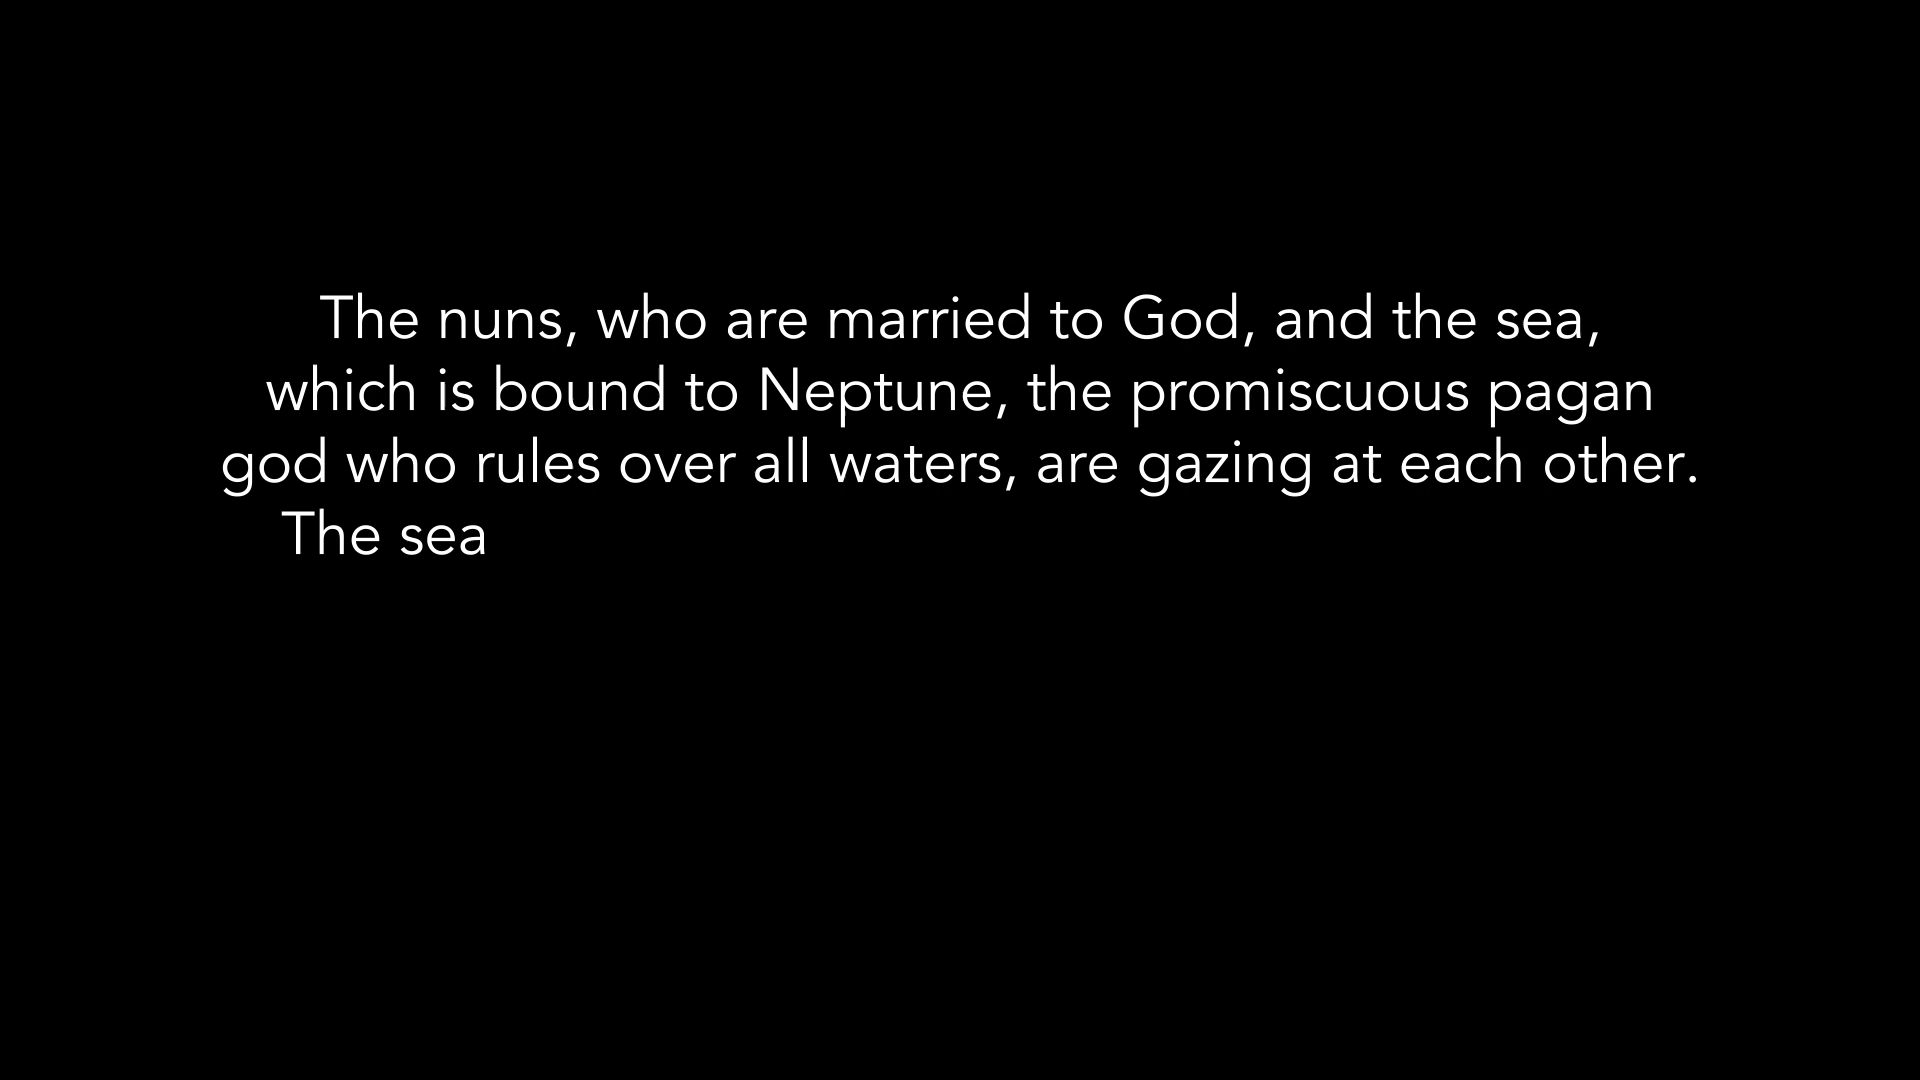 The nuns, who are married to God, and the sea,
which is bound to Neptune, the promiscuous pagan
god who rules over all waters, are gazing at each other.
The sea